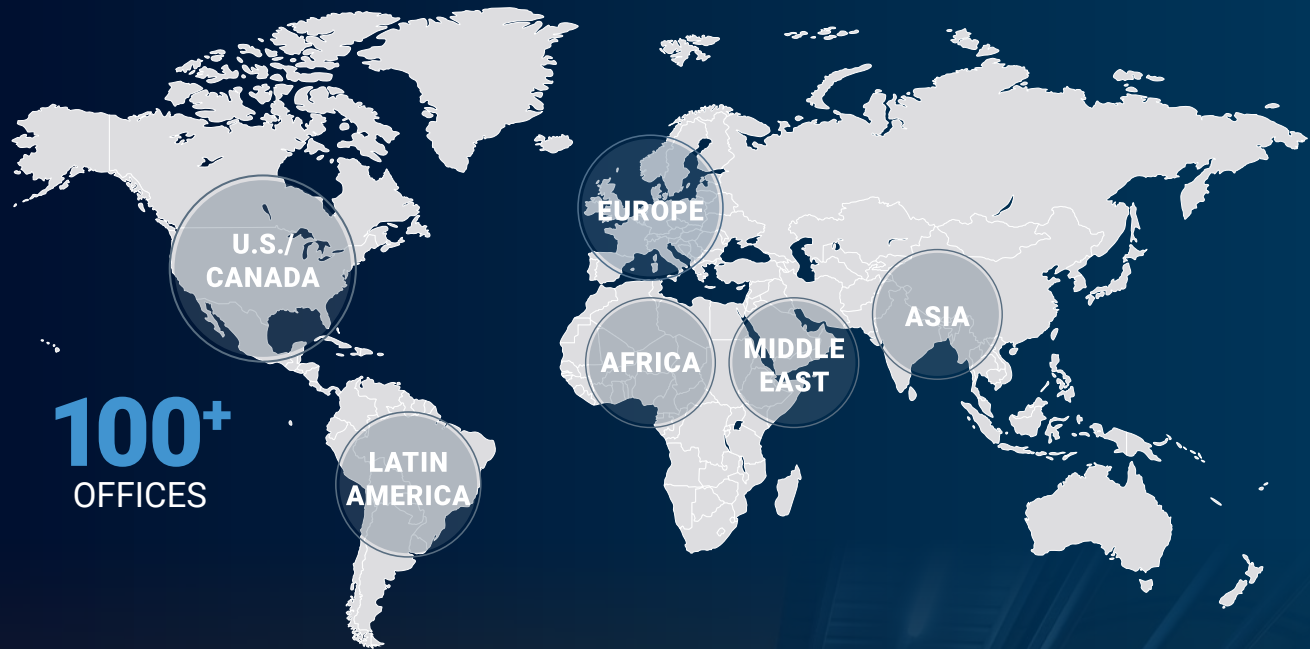 EUROPE
U.S./
CANADA
AFRICA
MIDDLE
EAST
ASIA
100+
OFFICES
LATIN
AMERICA